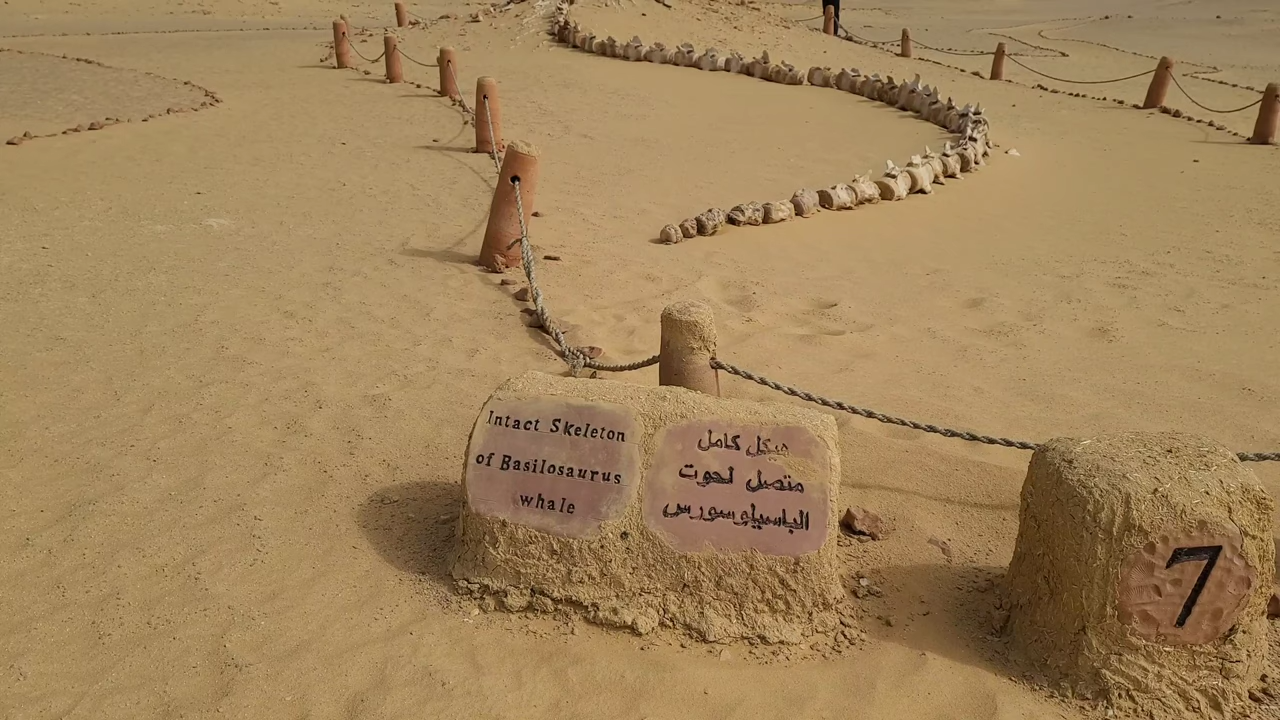 Intact Skeleton
of Basilosaurus
whale
هيكل كامل
متصل لحوت
الباسيلوسورس
7